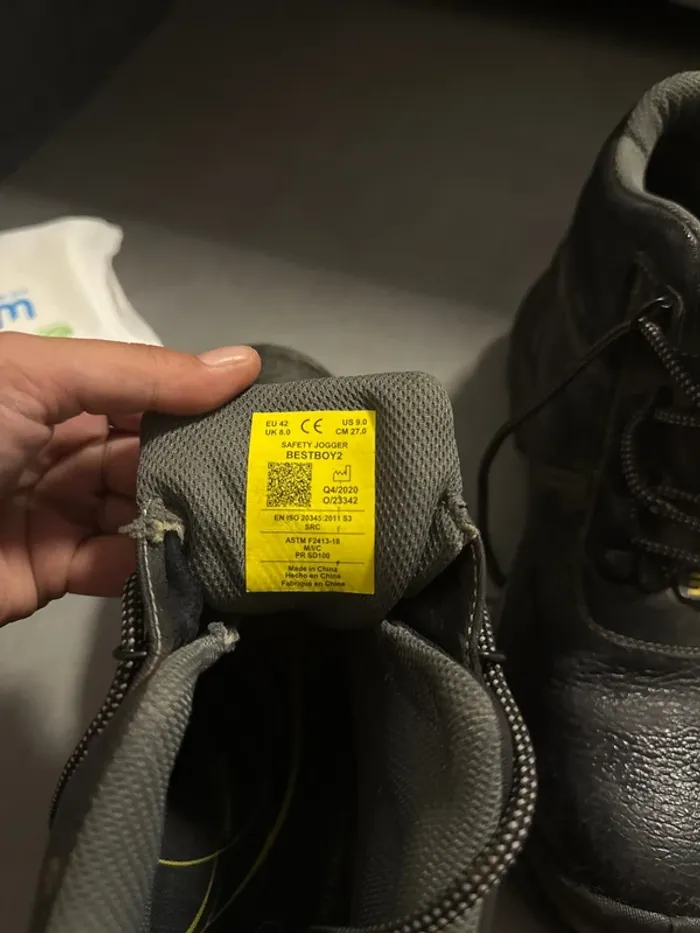 EU 42 CE US 9.0
UK 8.0 CM 27.0
SAFETY JOGGER
BESTBOY2
Q4/2020
O/23342
EN ISO 20345:2011 S3
SRC
ASTM F2413-18
M/I/C
PR SD100
Made in China
Hecho en China
Fabriqué en Chine